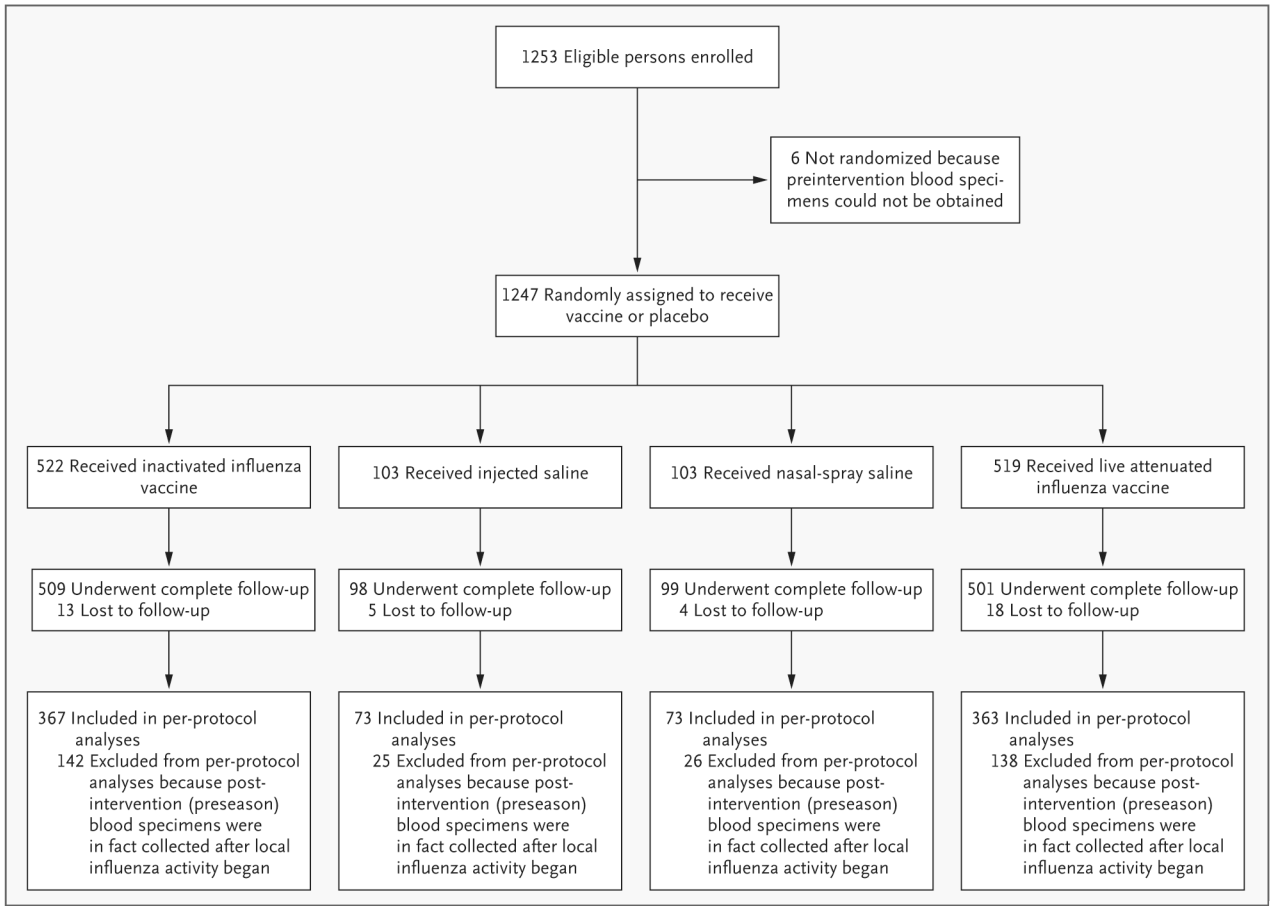 1253 Eligible persons enrolled
6 Not randomized because
preintervention blood speci-
mens could not be obtained
1247 Randomly assigned to receive
vaccine or placebo
522 Received inactivated influenza
vaccine
103 Received injected saline
103 Received nasal-spray saline
519 Received live attenuated
influenza vaccine
509 Underwent complete follow-up
13 Lost to follow-up
98 Underwent complete follow-up
5 Lost to follow-up
99 Underwent complete follow-up
4 Lost to follow-up
501 Underwent complete follow-up
18 Lost to follow-up
367 Included in per-protocol
analyses
142 Excluded from per-protocol
analyses because post-
intervention (preseason)
blood specimens were
in fact collected after local
influenza activity began
73 Included in per-protocol
analyses
25 Excluded from per-protocol
analyses because post-
intervention (preseason)
blood specimens were
in fact collected after local
influenza activity began
73 Included in per-protocol
analyses
26 Excluded from per-protocol
analyses because post-
intervention (preseason)
blood specimens were
in fact collected after local
influenza activity began
363 Included in per-protocol
analyses
138 Excluded from per-protocol
analyses because post-
intervention (preseason)
blood specimens were
in fact collected after local
influenza activity began